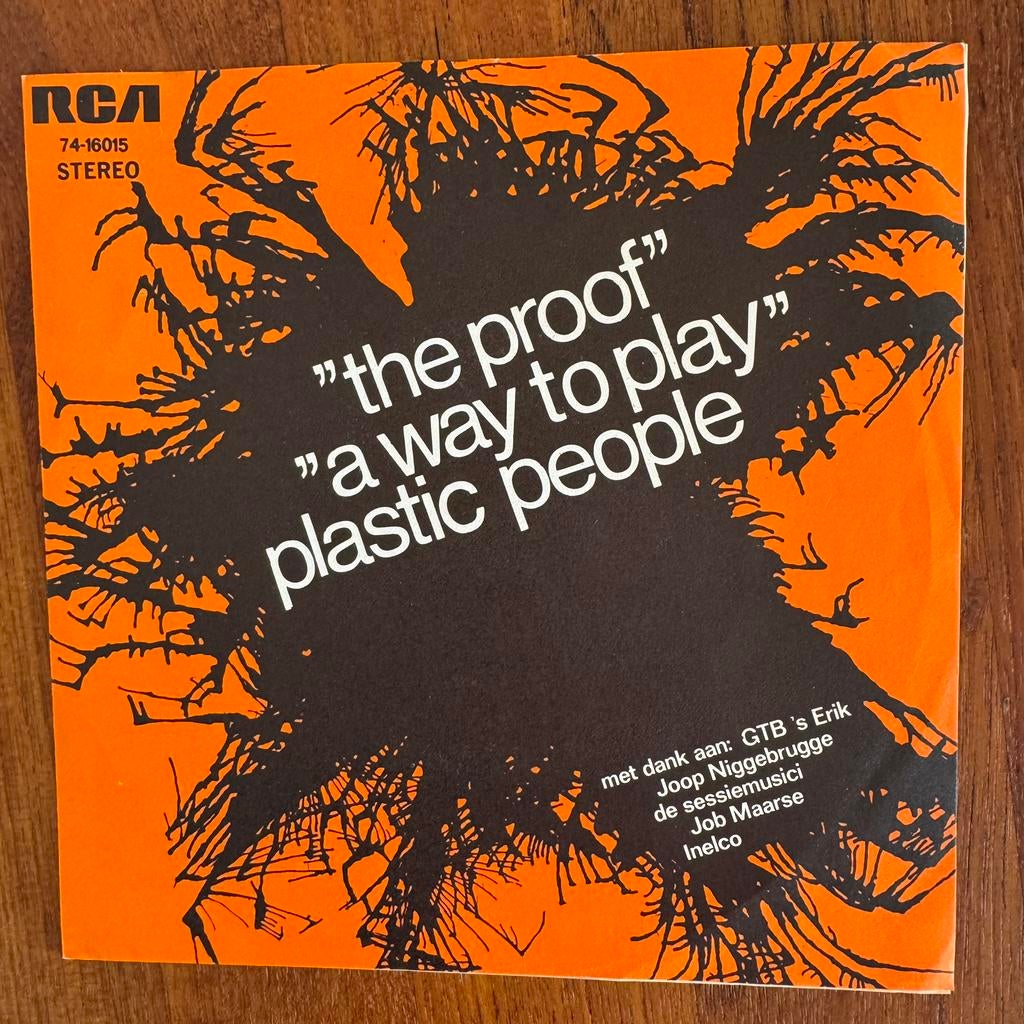 RCA
74-16015
STEREO
”the proof”
”a way to play”
plastic people
met dank aan: GTB 's Erik
Joop Niggebrugge
de sessiemusici
Job Maarse
Inelco